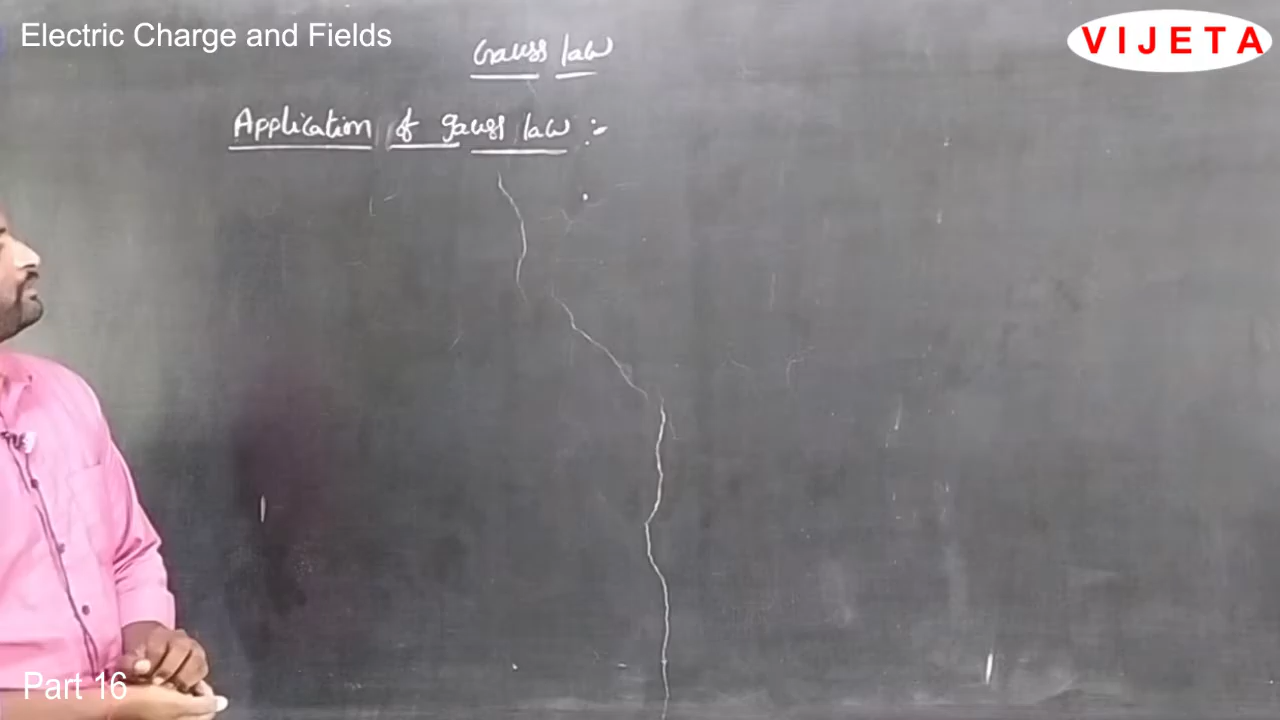 Electric Charge and Fields
VIJETA
Gauss law
Application of gauss law :-
Part 16